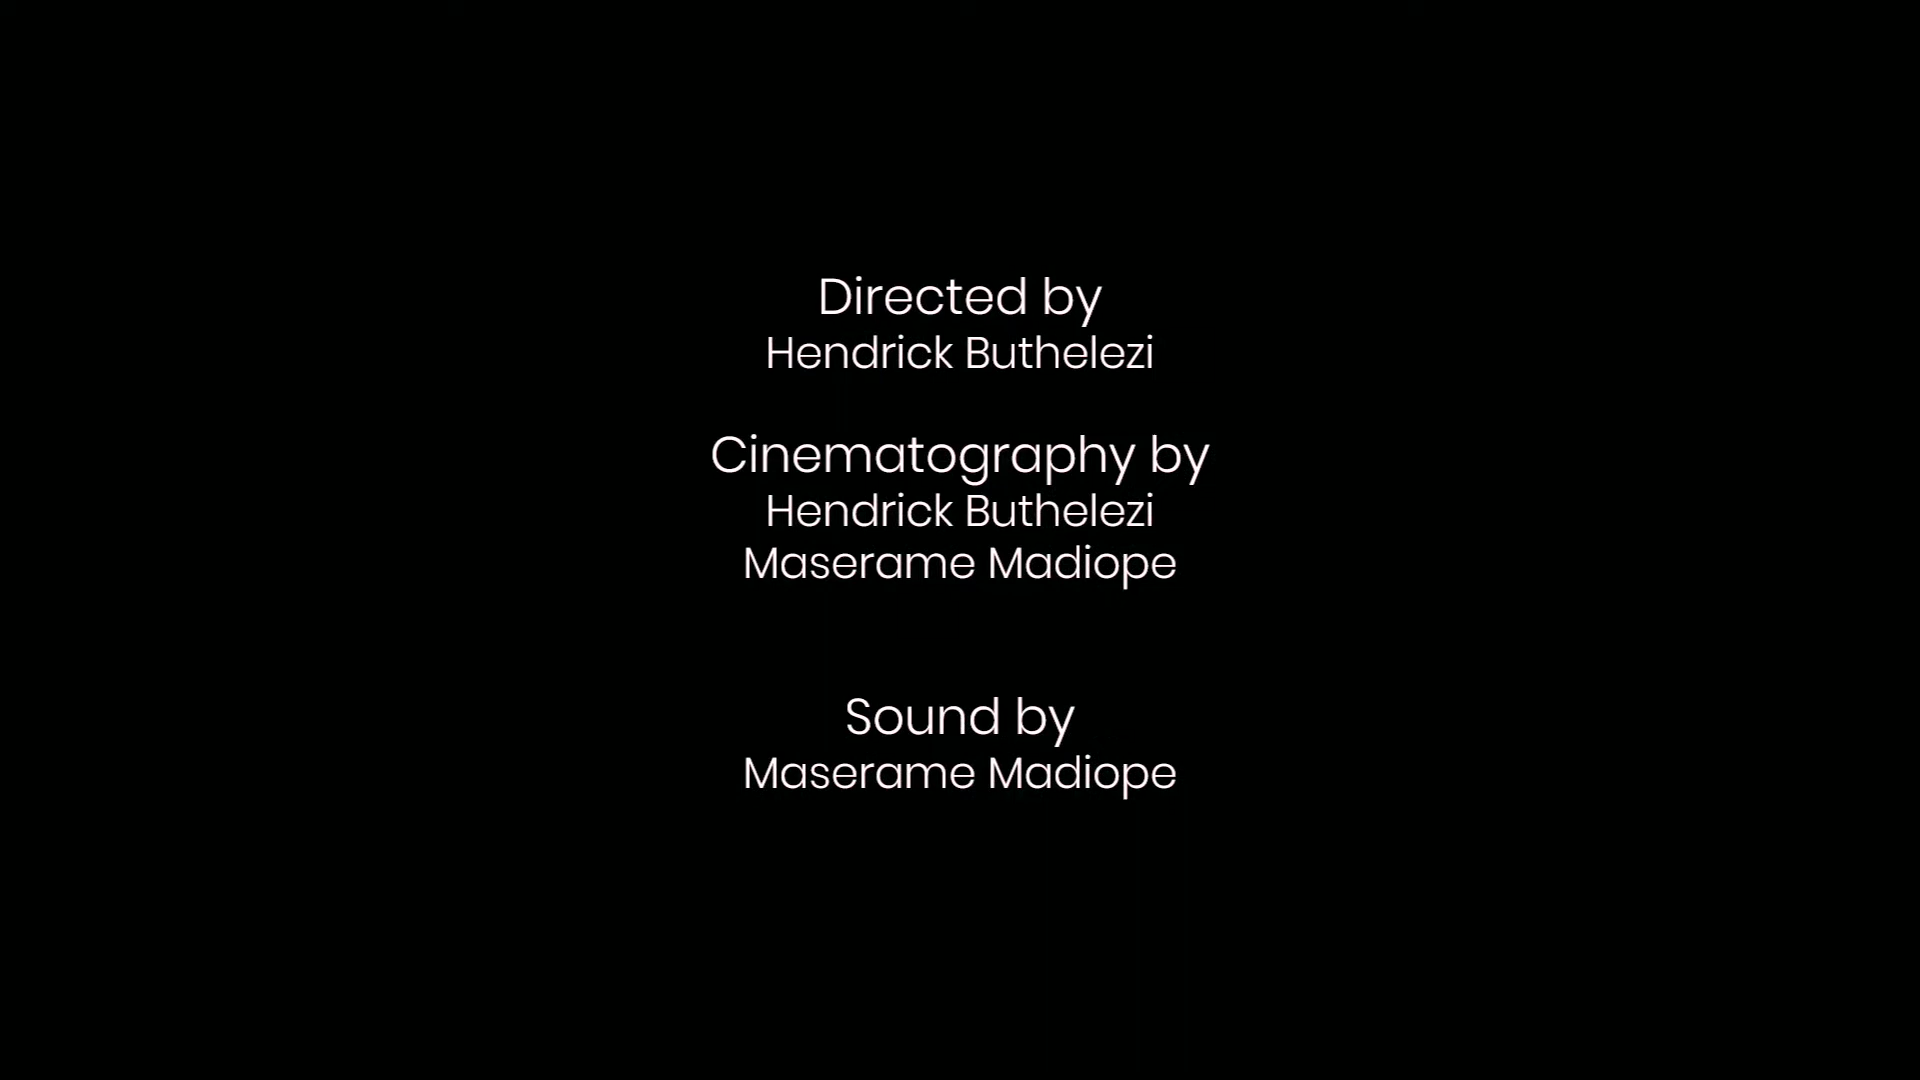 Directed by
Hendrick Buthelezi
Cinematography by
Hendrick Buthelezi
Maserame Madiope
Sound by
Maserame Madiope